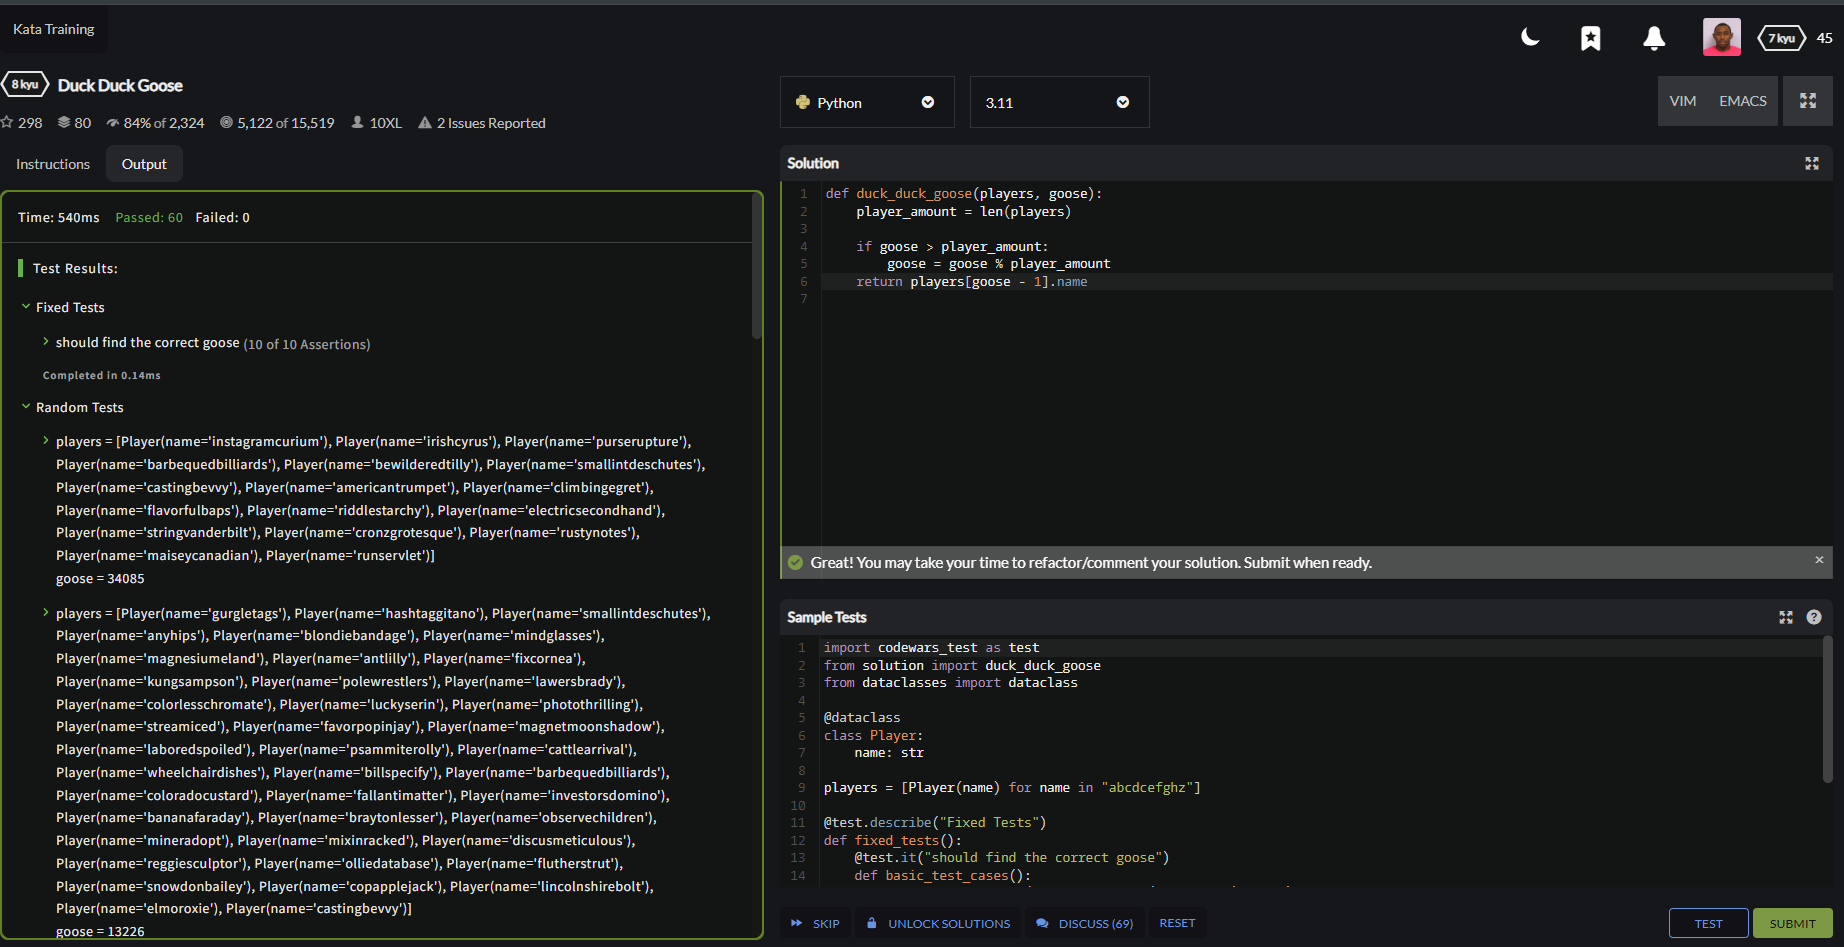 Kata Training
7 kyu 45
8 kyu Duck Duck Goose
298 80 84% of 2,324 5,122 of 15,519 10XL 2 Issues Reported
Instructions Output
Time: 540ms Passed: 60 Failed: 0
Test Results:
Fixed Tests
should find the correct goose (10 of 10 Assertions)
Completed in 0.14ms
Random Tests
players = [Player(name='instagramcurium'), Player(name='irishcyrus'), Player(name='purserupture'),
Player(name='barbequedbilliards'), Player(name='bewilderedtilly'), Player(name='smallintdeschutes'),
Player(name='castingbevvy'), Player(name='americantrumpet'), Player(name='climbingegret'),
Player(name='flavorfulbaps'), Player(name='riddlestarchy'), Player(name='electricsecondhand'),
Player(name='stringvanderbilt'), Player(name='cronzgrotesque'), Player(name='rustynotes'),
Player(name='maiseycanadian'), Player(name='runservlet')]
goose = 34085
players = [Player(name='gurgletags'), Player(name='hashtaggitano'), Player(name='smallintdeschutes'),
Player(name='anyhips'), Player(name='blondiebandage'), Player(name='mindglasses'),
Player(name='magnesiumeland'), Player(name='antlilly'), Player(name='fixcornea'),
Player(name='kungsampson'), Player(name='polewrestlers'), Player(name='lawersbrady'),
Player(name='colorlesschromate'), Player(name='luckyserin'), Player(name='photothrilling'),
Player(name='streamiced'), Player(name='favorpopinjay'), Player(name='magnetmoonshadow'),
Player(name='laboredspoiled'), Player(name='psammiterolly'), Player(name='cattlearrival'),
Player(name='wheelchairdishes'), Player(name='billspecify'), Player(name='barbequedbilliards'),
Player(name='coloradocustard'), Player(name='fallantimatter'), Player(name='investorsdomino'),
Player(name='bananafaraday'), Player(name='braytonlesser'), Player(name='observechildren'),
Player(name='mineradopt'), Player(name='mixinracked'), Player(name='discusmeticulous'),
Player(name='reggiesculptor'), Player(name='olliedatabase'), Player(name='flutherstrut'),
Player(name='snowdonbailey'), Player(name='copapplejack'), Player(name='lincolnshirebolt'),
Player(name='elmoroxie'), Player(name='castingbevvy')]
goose = 13226
Python 3.11 VIM EMACS
Solution
1 def duck_duck_goose(players, goose):
2 player_amount = len(players)
3
4 if goose > player_amount:
5 goose = goose % player_amount
6 return players[goose - 1].name
7
Great! You may take your time to refactor/comment your solution. Submit when ready.
Sample Tests
1 import codewars_test as test
2 from solution import duck_duck_goose
3 from dataclasses import dataclass
4
5 @dataclass
6 class Player:
7 name: str
8
9 players = [Player(name) for name in "abcdcefghz"]
10
11 @test.describe("Fixed Tests")
12 def fixed_tests():
13 @test.it("should find the correct goose")
14 def basic_test_cases():
SKIP UNLOCK SOLUTIONS DISCUSS (69) RESET TEST SUBMIT